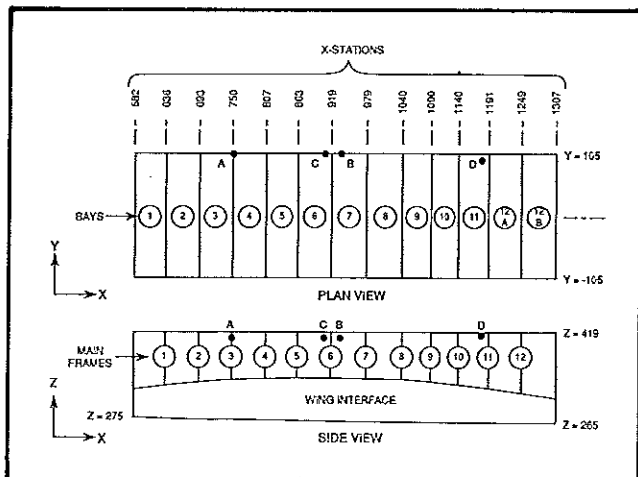 X-STATIONS
582 636 693 750 807 863 919 979 1040 1090 1140 1191 1249 1307
A C B D Y = 105
BAYS 1 2 3 4 5 6 7 8 9 10 11 12 A 12 B
Y = -105
Y
X
PLAN VIEW
A C B D
Z = 419
MAIN FRAMES 1 2 3 4 5 6 7 8 9 10 11 12
WING INTERFACE
Z
Z = 275
Z = 265
X
SIDE VIEW